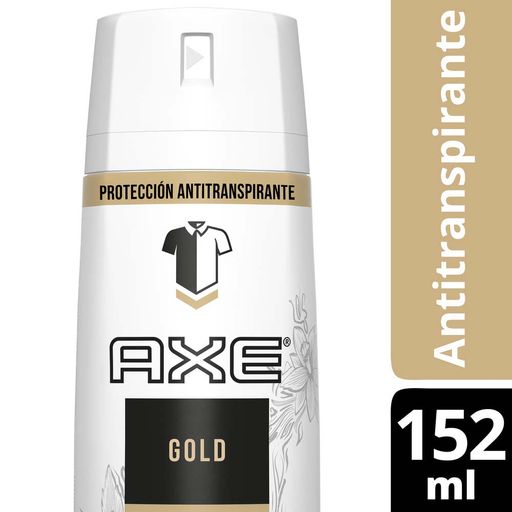 PROTECCIÓN ANTITRANSPIRANTE
AXE®
GOLD
Antitranspirante
152
ml